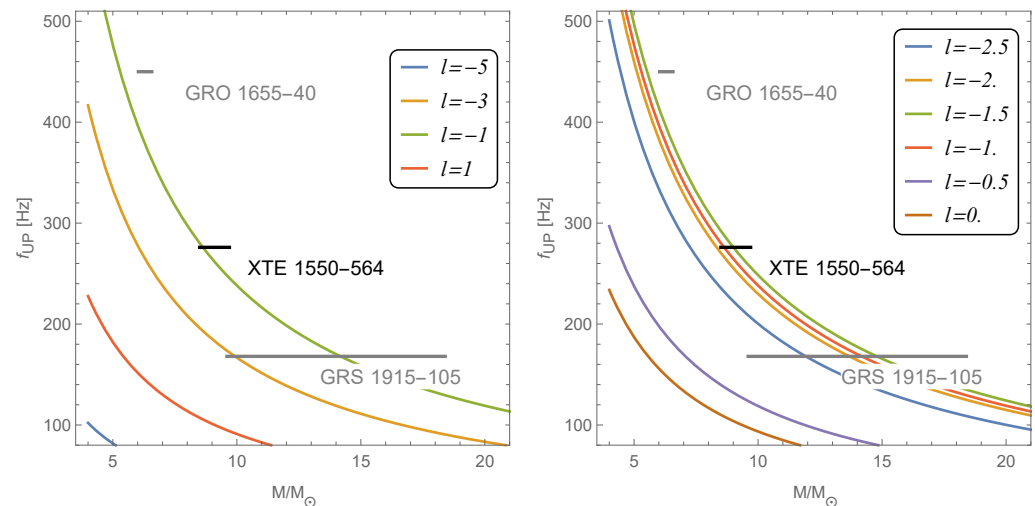 500
400
300
200
100
f_UP [Hz]
l=-5
l=-3
l=-1
l=1
GRO 1655-40
XTE 1550-564
GRS 1915-105
5
10
15
20
M/M⊙
500
400
300
200
100
f_UP [Hz]
l=-2.5
l=-2.
l=-1.5
l=-1.
l=-0.5
l=0.
GRO 1655-40
XTE 1550-564
GRS 1915-105
5
10
15
20
M/M⊙